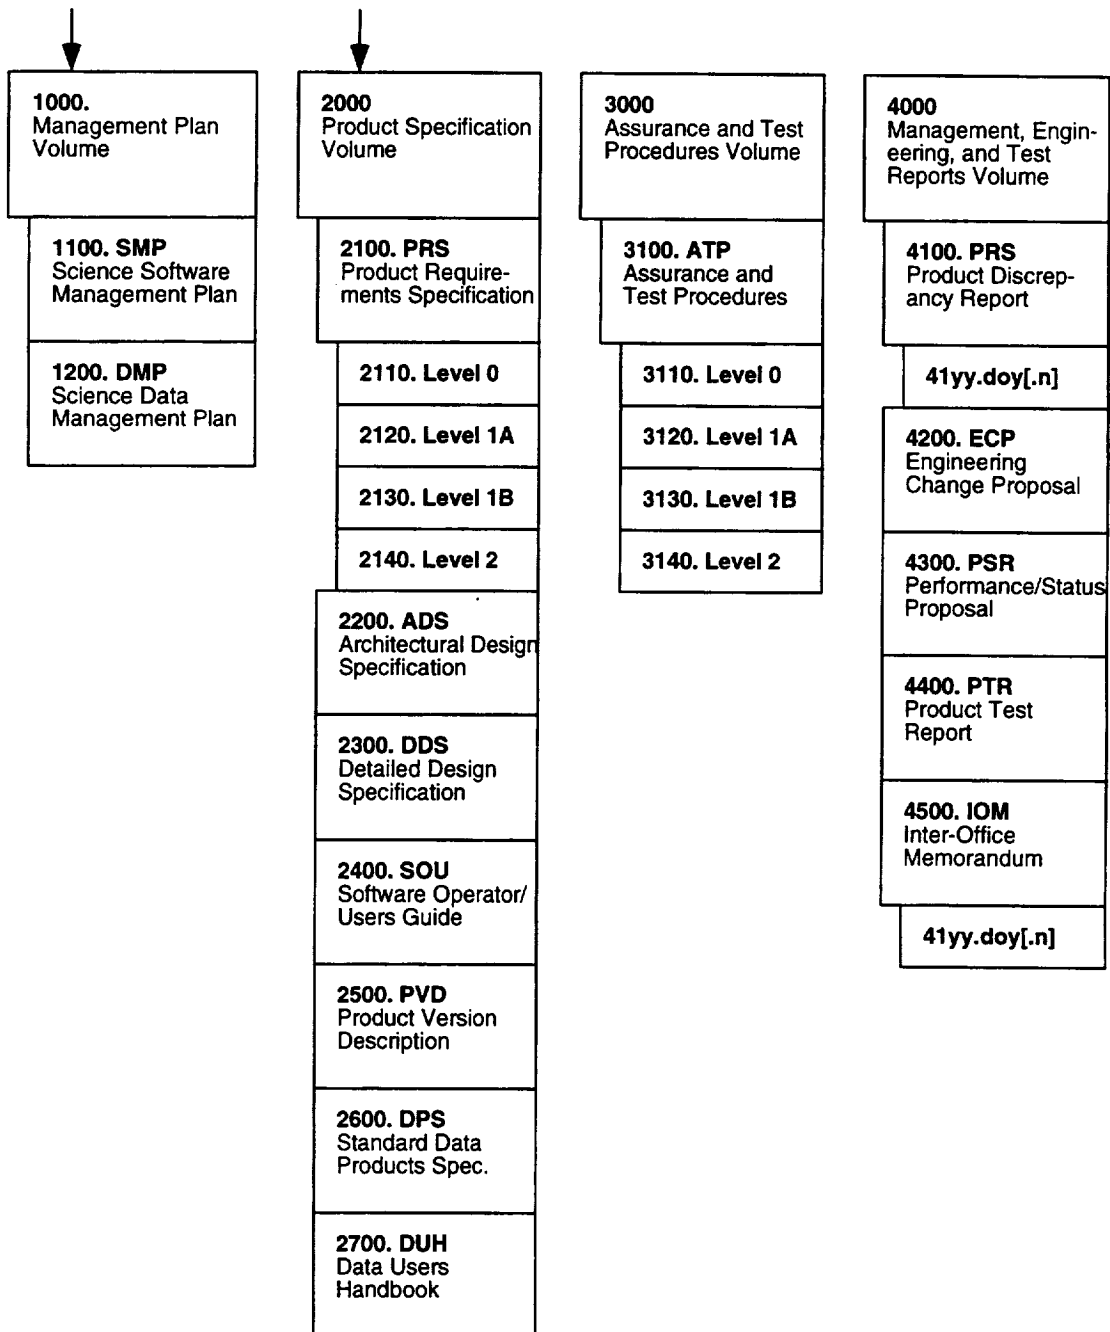 1000.
Management Plan
Volume
1100. SMP
Science Software
Management Plan
1200. DMP
Science Data
Management Plan
2000
Product Specification
Volume
2100. PRS
Product Require-
ments Specification
2110. Level 0
2120. Level 1A
2130. Level 1B
2140. Level 2
2200. ADS
Architectural Design
Specification
2300. DDS
Detailed Design
Specification
2400. SOU
Software Operator/
Users Guide
2500. PVD
Product Version
Description
2600. DPS
Standard Data
Products Spec.
2700. DUH
Data Users
Handbook
3000
Assurance and Test
Procedures Volume
3100. ATP
Assurance and
Test Procedures
3110. Level 0
3120. Level 1A
3130. Level 1B
3140. Level 2
4000
Management, Engin-
eering, and Test
Reports Volume
4100. PRS
Product Discrep-
ancy Report
41yy.doy[.n]
4200. ECP
Engineering
Change Proposal
4300. PSR
Performance/Status
Proposal
4400. PTR
Product Test
Report
4500. IOM
Inter-Office
Memorandum
41yy.doy[.n]